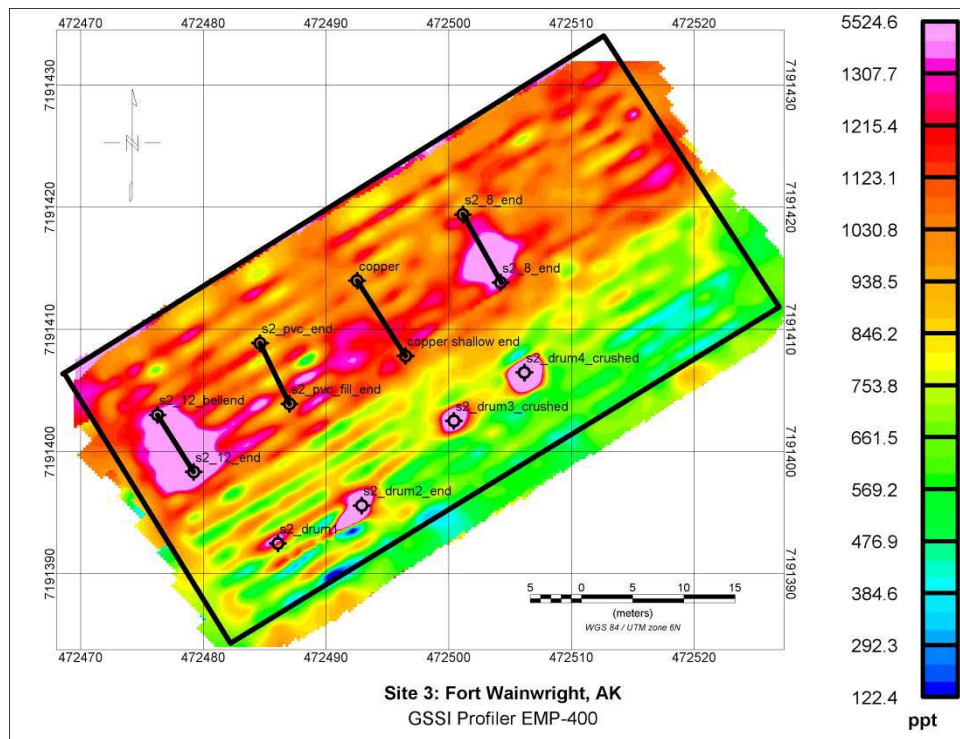 472470 472480 472490 472500 472510 472520
5524.6
1307.7
1215.4
1123.1
1030.8
938.5
846.2
753.8
661.5
569.2
476.9
384.6
292.3
122.4
ppt
7191430 7191430
N
7191420 7191420
s2_8_end
copper
s2_8_end
7191410 7191410
s2_pvc_end
copper shallow end
s2_drum4_crushed
s2_pvc_fill_end
s2_12_bellend
s2_drum3_crushed
7191400 7191400
s2_12_end
s2_drum2_end
s2_drum1
7191390 7191390
5 0 5 10 15
(meters)
WGS 84 / UTM zone 6N
472470 472480 472490 472500 472510 472520
Site 3: Fort Wainwright, AK
GSSI Profiler EMP-400